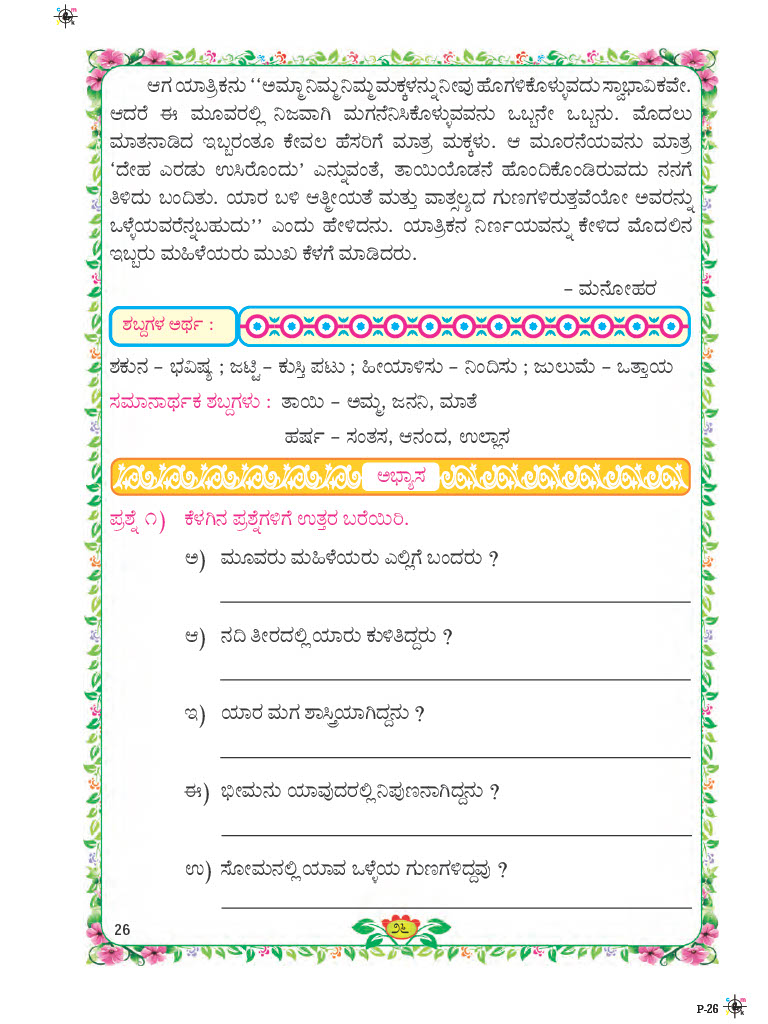 ಆಗ ಯಾತ್ರಿಕನು ‘‘ಅಮ್ಮಾ ನಿಮ್ಮ ನಿಮ್ಮ ಮಕ್ಕಳನ್ನು ನೀವು ಹೊಗಳಿಕೊಳ್ಳುವದು ಸ್ವಾಭಾವಿಕವೇ.
ಆದರೆ ಈ ಮೂವರಲ್ಲಿ ನಿಜವಾಗಿ ಮಗನೆನಿಸಿಕೊಳ್ಳುವವನು ಒಬ್ಬನೇ ಒಬ್ಬನು. ಮೊದಲು
ಮಾತನಾಡಿದ ಇಬ್ಬರಂತೂ ಕೇವಲ ಹೆಸರಿಗೆ ಮಾತ್ರ ಮಕ್ಕಳು. ಆ ಮೂರನೆಯವನು ಮಾತ್ರ
‘ದೇಹ ಎರಡು ಉಸಿರೊಂದು’ ಎನ್ನುವಂತೆ, ತಾಯಿಯೊಡನೆ ಹೊಂದಿಕೊಂಡಿರುವದು ನನಗೆ
ತಿಳಿದು ಬಂದಿತು. ಯಾರ ಬಳಿ ಆತ್ಮೀಯತೆ ಮತ್ತು ವಾತ್ಸಲ್ಯದ ಗುಣಗಳಿರುತ್ತವೆಯೋ ಅವರನ್ನು
ಒಳ್ಳೆಯವರೆನ್ನಬಹುದು’’ ಎಂದು ಹೇಳಿದನು. ಯಾತ್ರಿಕನ ನಿರ್ಣಯವನ್ನು ಕೇಳಿದ ಮೊದಲಿನ
ಇಬ್ಬರು ಮಹಿಳೆಯರು ಮುಖ ಕೆಳಗೆ ಮಾಡಿದರು.
– ಮನೋಹರ
ಶಬ್ದಗಳ ಅರ್ಥ :
ಶಕುನ – ಭವಿಷ್ಯ ; ಜಟ್ಟಿ – ಕುಸ್ತಿ ಪಟು ; ಹೀಯಾಳಿಸು – ನಿಂದಿಸು ; ಜುಲುಮೆ – ಒತ್ತಾಯ
ಸಮಾನಾರ್ಥಕ ಶಬ್ದಗಳು : ತಾಯಿ – ಅಮ್ಮ, ಜನನಿ, ಮಾತೆ
ಹರ್ಷ – ಸಂತಸ, ಆನಂದ, ಉಲ್ಲಾಸ
ಅಭ್ಯಾಸ
ಪ್ರಶ್ನೆ ೧) ಕೆಳಗಿನ ಪ್ರಶ್ನೆಗಳಿಗೆ ಉತ್ತರ ಬರೆಯಿರಿ.
ಅ) ಮೂವರು ಮಹಿಳೆಯರು ಎಲ್ಲಿಗೆ ಬಂದರು ?
ಆ) ನದಿ ತೀರದಲ್ಲಿ ಯಾರು ಕುಳಿತಿದ್ದರು ?
ಇ) ಯಾರ ಮಗ ಶಾಸ್ತ್ರಿಯಾಗಿದ್ದನು ?
ಈ) ಭೀಮನು ಯಾವುದರಲ್ಲಿ ನಿಪುಣನಾಗಿದ್ದನು ?
ಉ) ಸೋಮನಲ್ಲಿ ಯಾವ ಒಳ್ಳೆಯ ಗುಣಗಳಿದ್ದವು ?
26
೨೬
P-26